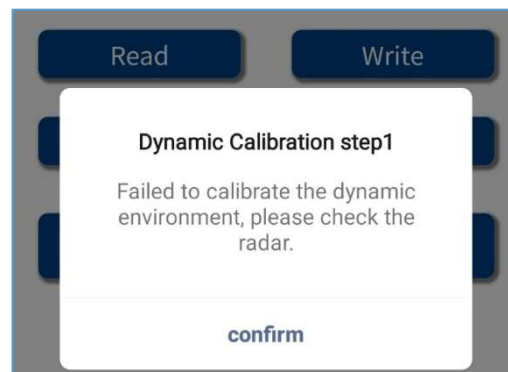 Read
Write
Dynamic Calibration step1
Failed to calibrate the dynamic
environment, please check the
radar.
confirm